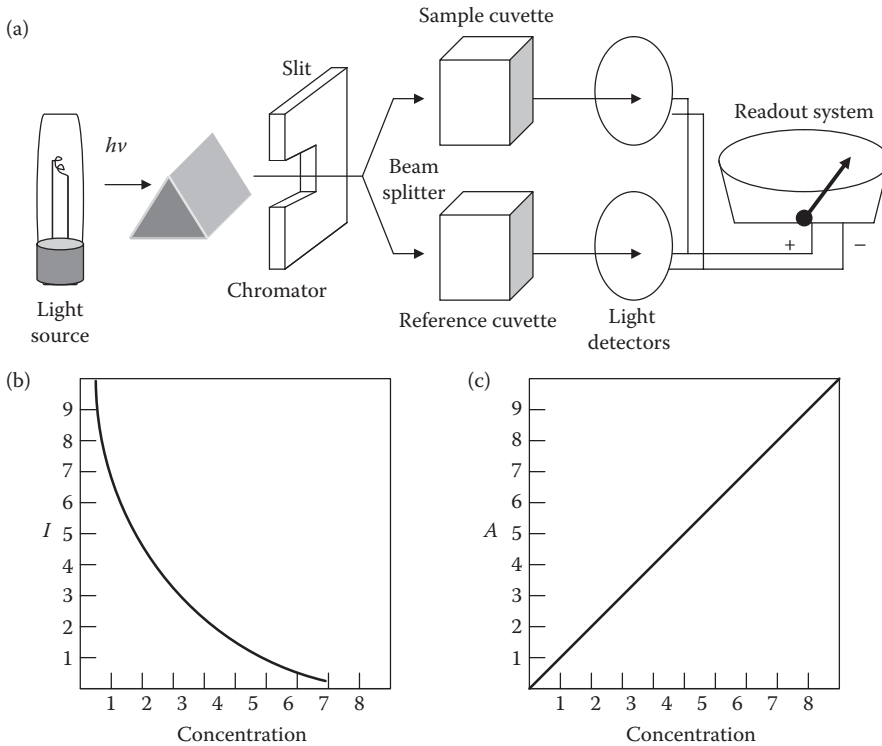 (a)
Sample cuvette
Slit
Readout system
hν
Beam
splitter
+
−
Chromator
Light
source
Reference cuvette
Light
detectors
(b)
9
8
7
6
I
5
4
3
2
1
1 2 3 4 5 6 7 8
Concentration
(c)
9
8
7
6
A
5
4
3
2
1
1 2 3 4 5 6 7 8
Concentration